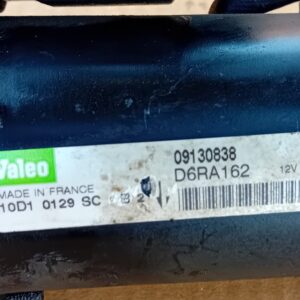 Valeo
09130838
D6RA162
12V
MADE IN FRANCE
10D1 0129 SC